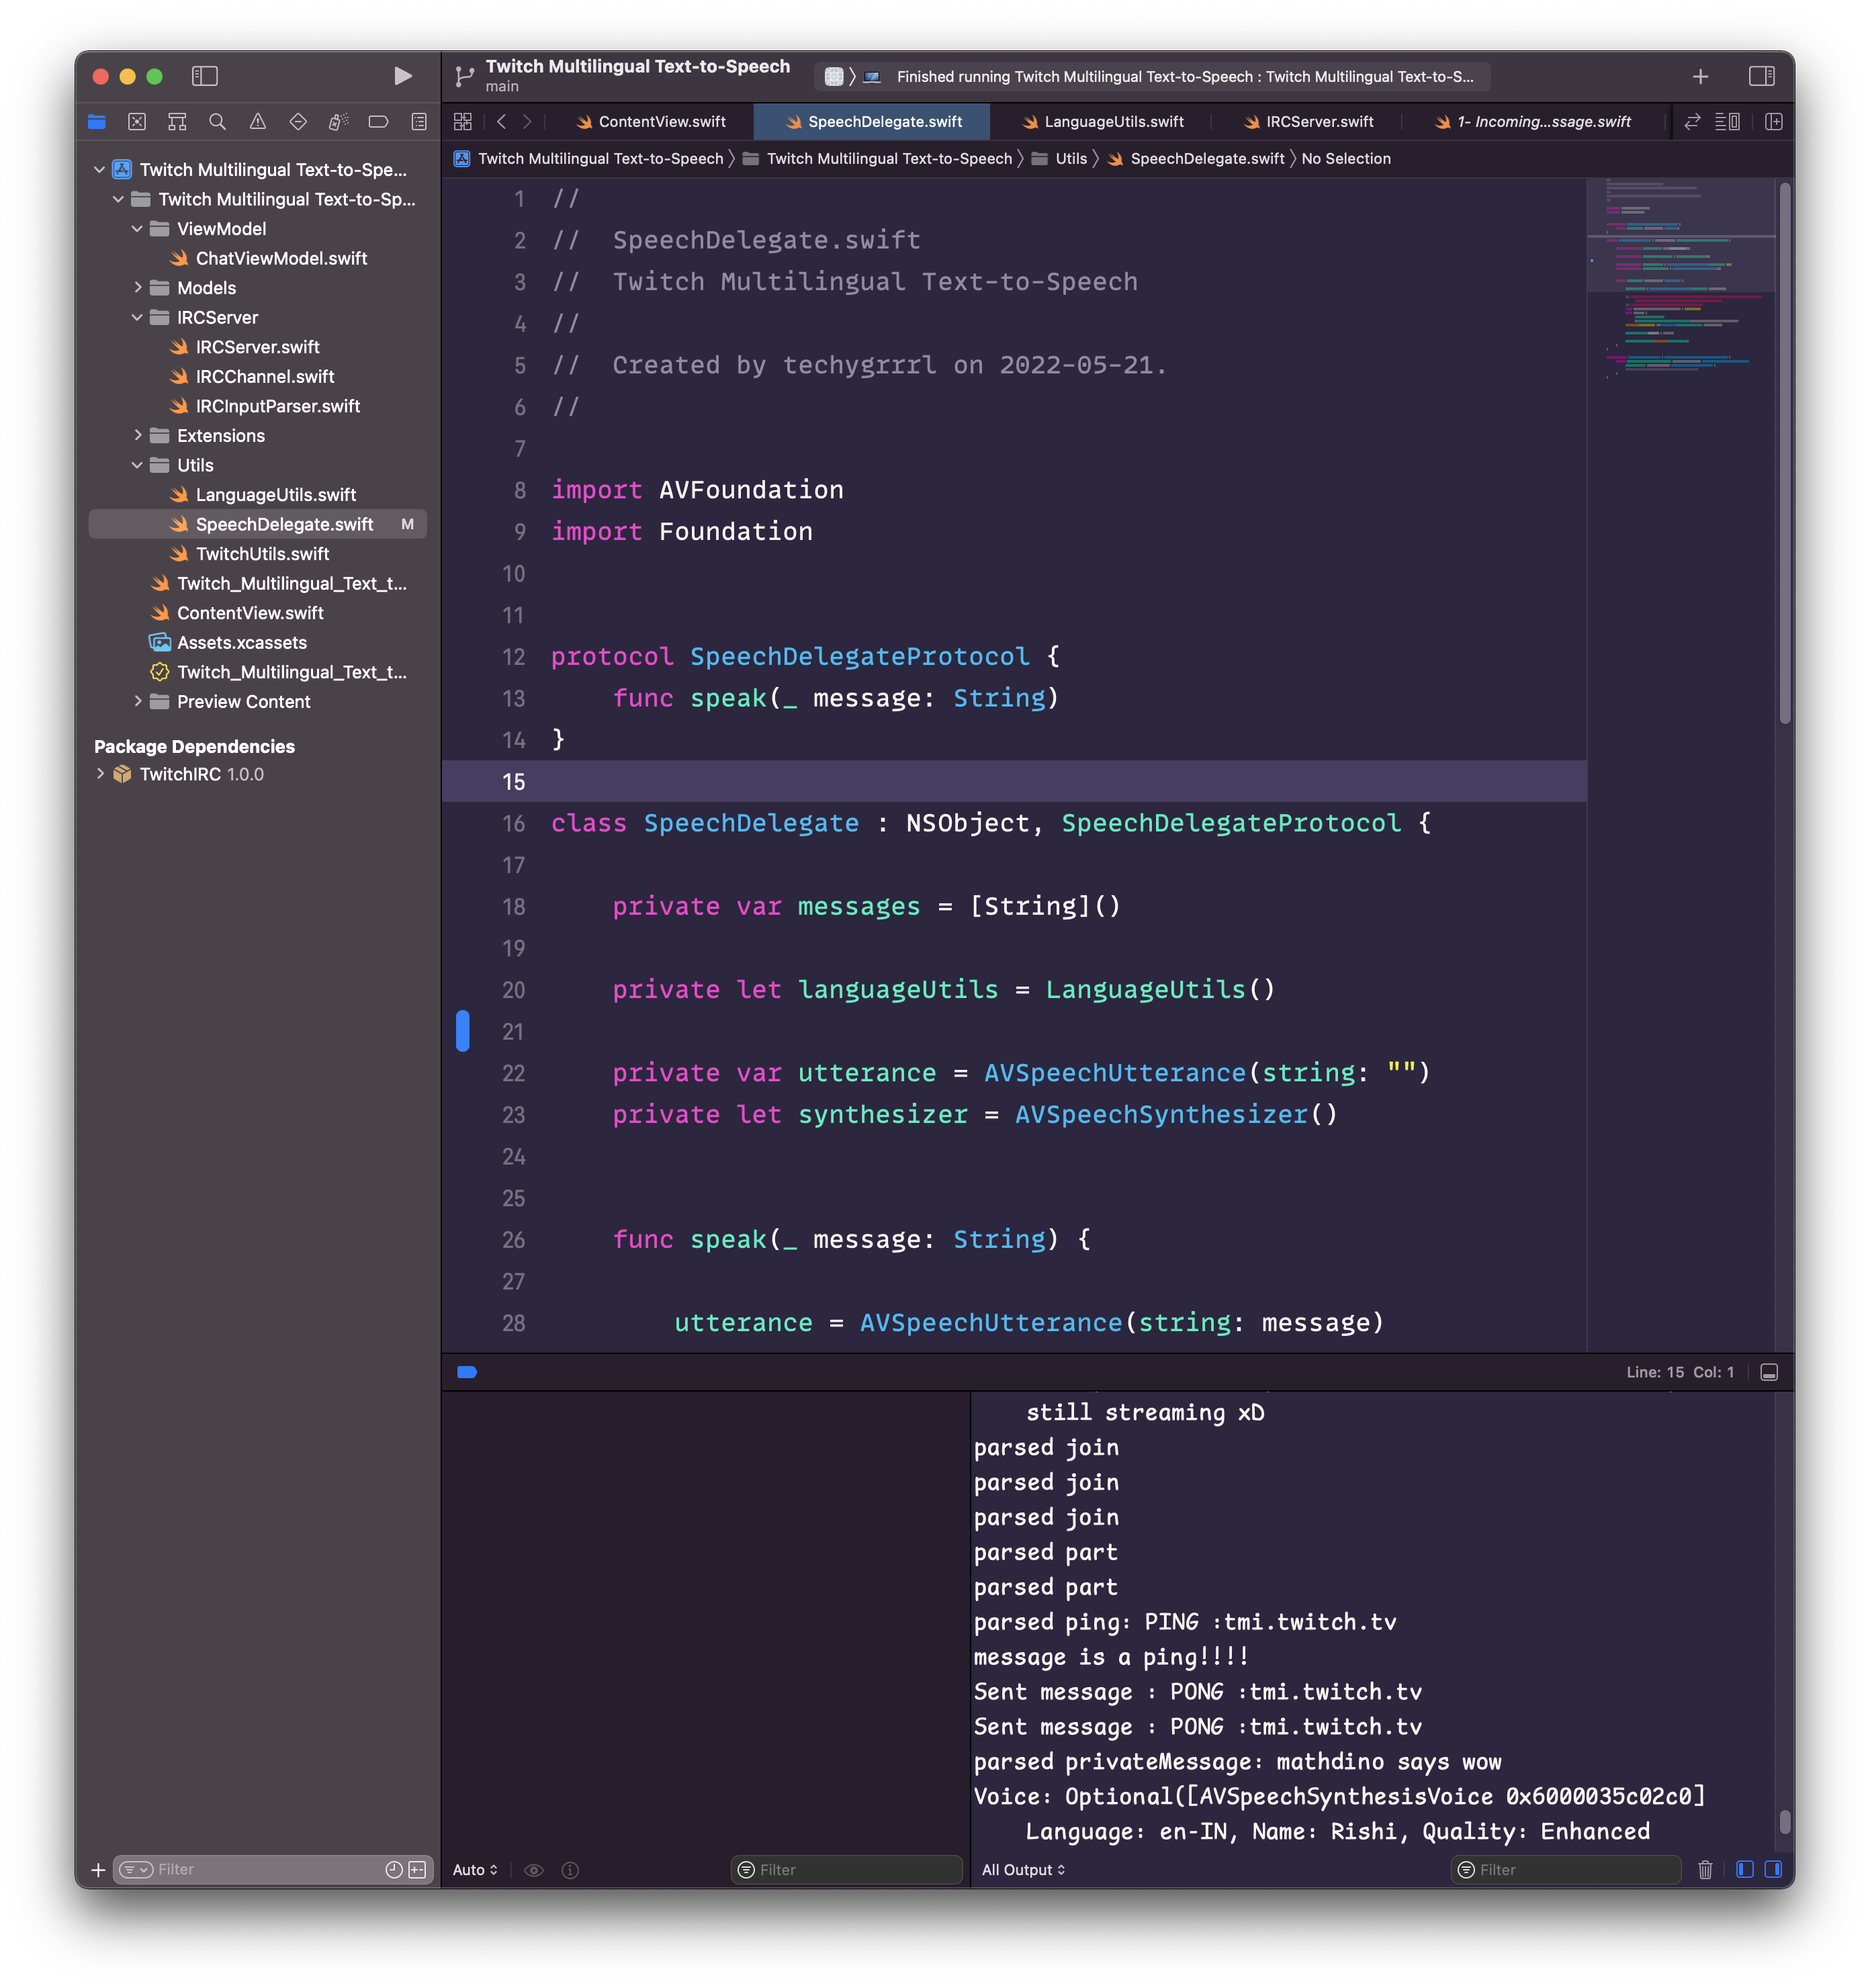 Twitch Multilingual Text-to-Speech
main
Finished running Twitch Multilingual Text-to-Speech : Twitch Multilingual Text-to-S...
ContentView.swift
SpeechDelegate.swift
LanguageUtils.swift
IRCServer.swift
1- Incoming...ssage.swift
Twitch Multilingual Text-to-Speech
Twitch Multilingual Text-to-Speech
Utils
SpeechDelegate.swift
No Selection
Twitch Multilingual Text-to-Spe...
Twitch Multilingual Text-to-Sp...
ViewModel
ChatViewModel.swift
Models
IRCServer
IRCServer.swift
IRCChannel.swift
IRCInputParser.swift
Extensions
Utils
LanguageUtils.swift
SpeechDelegate.swift M
TwitchUtils.swift
Twitch_Multilingual_Text_t...
ContentView.swift
Assets.xcassets
Twitch_Multilingual_Text_t...
Preview Content
Package Dependencies
TwitchIRC 1.0.0
Filter
1 //
2 //  SpeechDelegate.swift
3 //  Twitch Multilingual Text-to-Speech
4 //
5 //  Created by techygrrrl on 2022-05-21.
6 //
7
8 import AVFoundation
9 import Foundation
10
11
12 protocol SpeechDelegateProtocol {
13     func speak(_ message: String)
14 }
15
16 class SpeechDelegate : NSObject, SpeechDelegateProtocol {
17
18     private var messages = [String]()
19
20     private let languageUtils = LanguageUtils()
21
22     private var utterance = AVSpeechUtterance(string: "")
23     private let synthesizer = AVSpeechSynthesizer()
24
25
26     func speak(_ message: String) {
27
28         utterance = AVSpeechUtterance(string: message)
Line: 15 Col: 1
still streaming xD
parsed join
parsed join
parsed join
parsed part
parsed part
parsed ping: PING :tmi.twitch.tv
message is a ping!!!!
Sent message : PONG :tmi.twitch.tv
Sent message : PONG :tmi.twitch.tv
parsed privateMessage: mathdino says wow
Voice: Optional([AVSpeechSynthesisVoice 0x6000035c02c0]
Language: en-IN, Name: Rishi, Quality: Enhanced
Auto
Filter
All Output
Filter